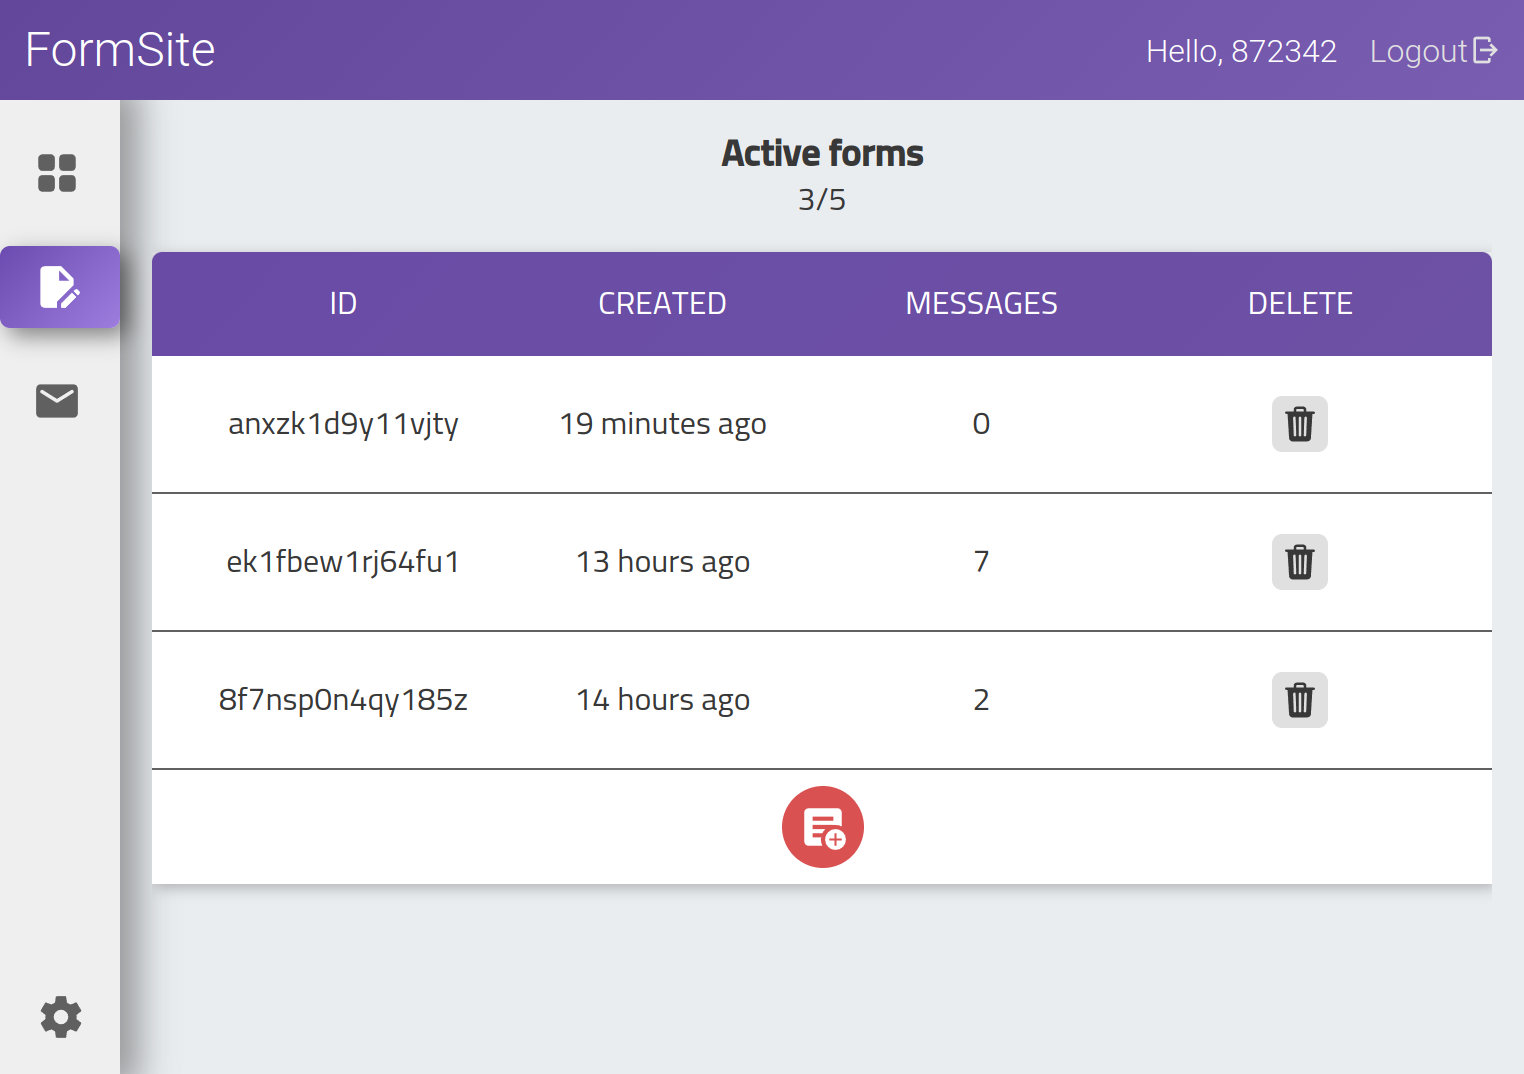 FormSite
Hello, 872342 Logout
Active forms
3/5
ID CREATED MESSAGES DELETE
anxzk1d9y11vjty 19 minutes ago 0
ek1fbew1rj64fu1 13 hours ago 7
8f7nsp0n4qy185z 14 hours ago 2